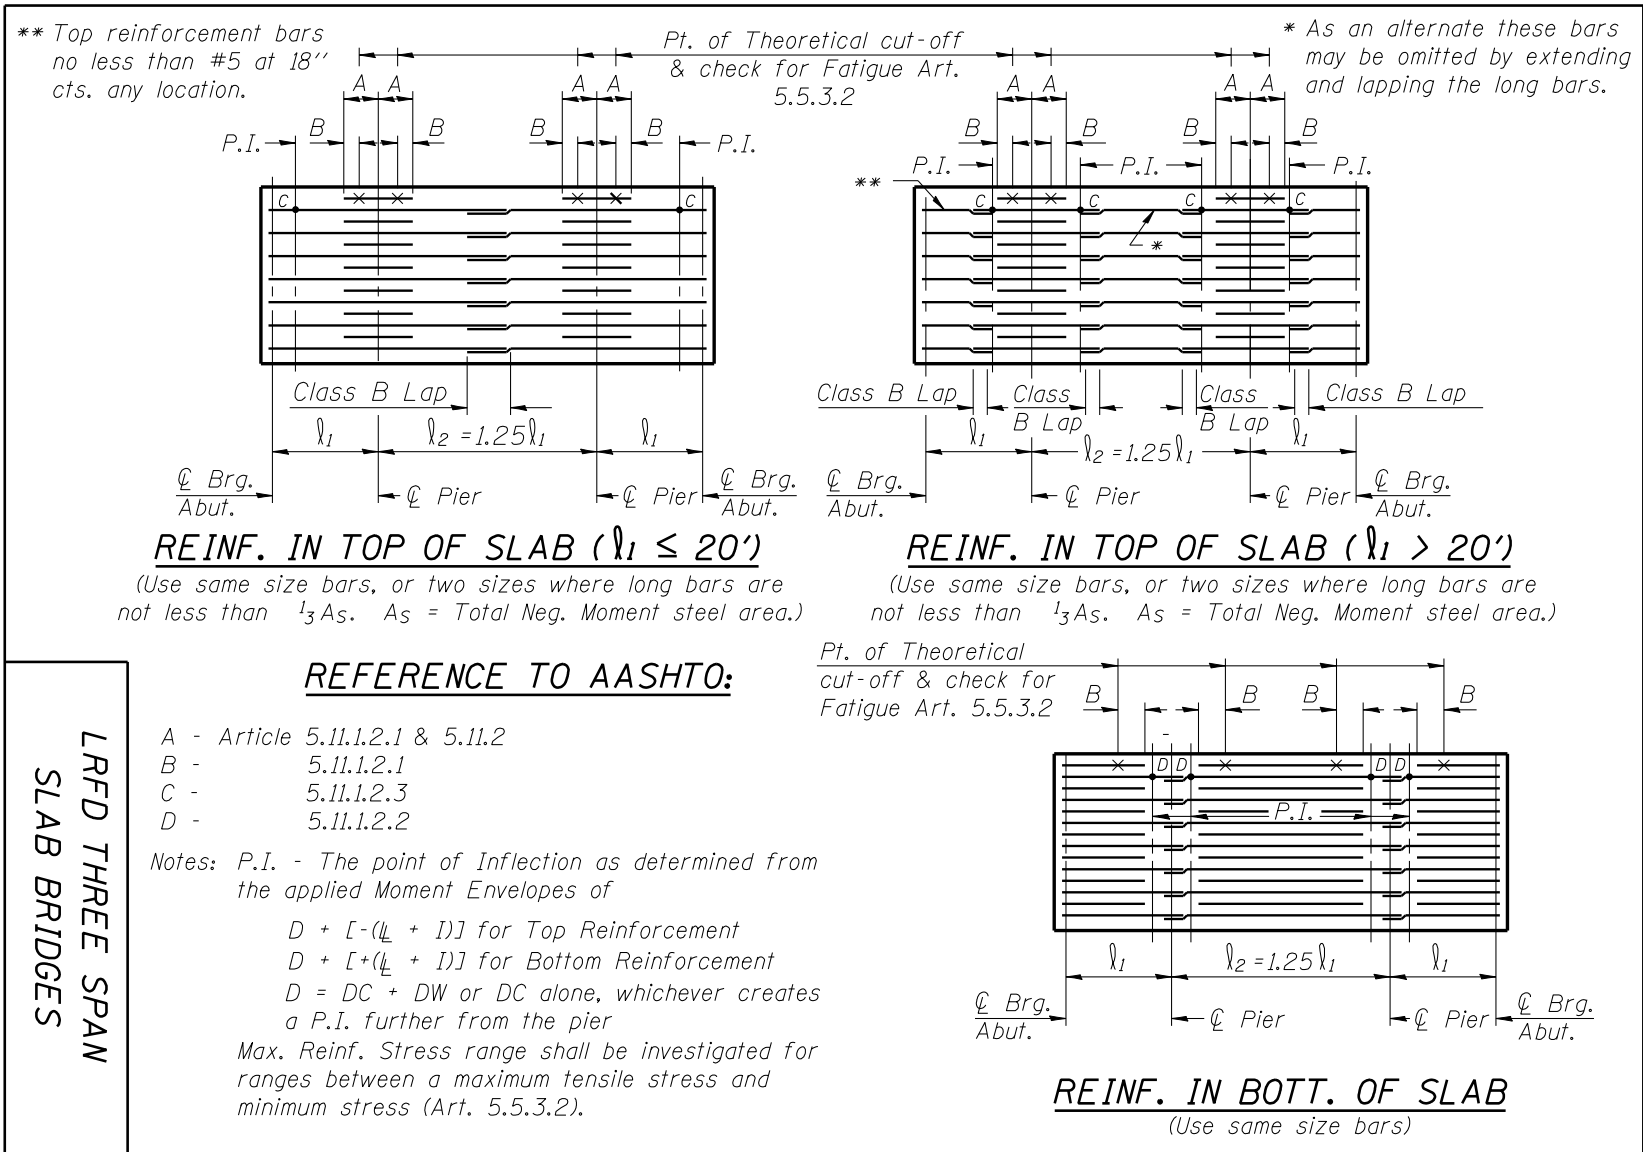 ** Top reinforcement bars
no less than #5 at 18″
cts. any location.
Pt. of Theoretical cut-off
& check for Fatigue Art.
5.5.3.2
* As an alternate these bars
may be omitted by extending
and lapping the long bars.
A A A A
B B B B
P.I. P.I.
C C
Class B Lap
ℓ1 ℓ2 = 1.25ℓ1 ℓ1
℄ Brg. Abut. ℄ Pier ℄ Pier ℄ Brg. Abut.
REINF. IN TOP OF SLAB (ℓ1 ≤ 20′)
(Use same size bars, or two sizes where long bars are
not less than 1/3 As. As = Total Neg. Moment steel area.)
A A A A
B B B B
P.I. P.I. P.I.
**
C C C C
*
Class B Lap Class B Lap Class B Lap Class B Lap
ℓ1 ℓ2 = 1.25ℓ1 ℓ1
℄ Brg. Abut. ℄ Pier ℄ Pier ℄ Brg. Abut.
REINF. IN TOP OF SLAB (ℓ1 > 20′)
(Use same size bars, or two sizes where long bars are
not less than 1/3 As. As = Total Neg. Moment steel area.)
REFERENCE TO AASHTO:
A - Article 5.11.1.2.1 & 5.11.2
B - 5.11.1.2.1
C - 5.11.1.2.3
D - 5.11.1.2.2
Notes: P.I. - The point of Inflection as determined from
the applied Moment Envelopes of
D + [-(LL + I)] for Top Reinforcement
D + [+(LL + I)] for Bottom Reinforcement
D = DC + DW or DC alone, whichever creates
a P.I. further from the pier
Max. Reinf. Stress range shall be investigated for
ranges between a maximum tensile stress and
minimum stress (Art. 5.5.3.2).
Pt. of Theoretical
cut-off & check for
Fatigue Art. 5.5.3.2
B B B B
D D D D
P.I.
ℓ1 ℓ2 = 1.25ℓ1 ℓ1
℄ Brg. Abut. ℄ Pier ℄ Pier ℄ Brg. Abut.
REINF. IN BOTT. OF SLAB
(Use same size bars)
LRFD THREE SPAN
SLAB BRIDGES